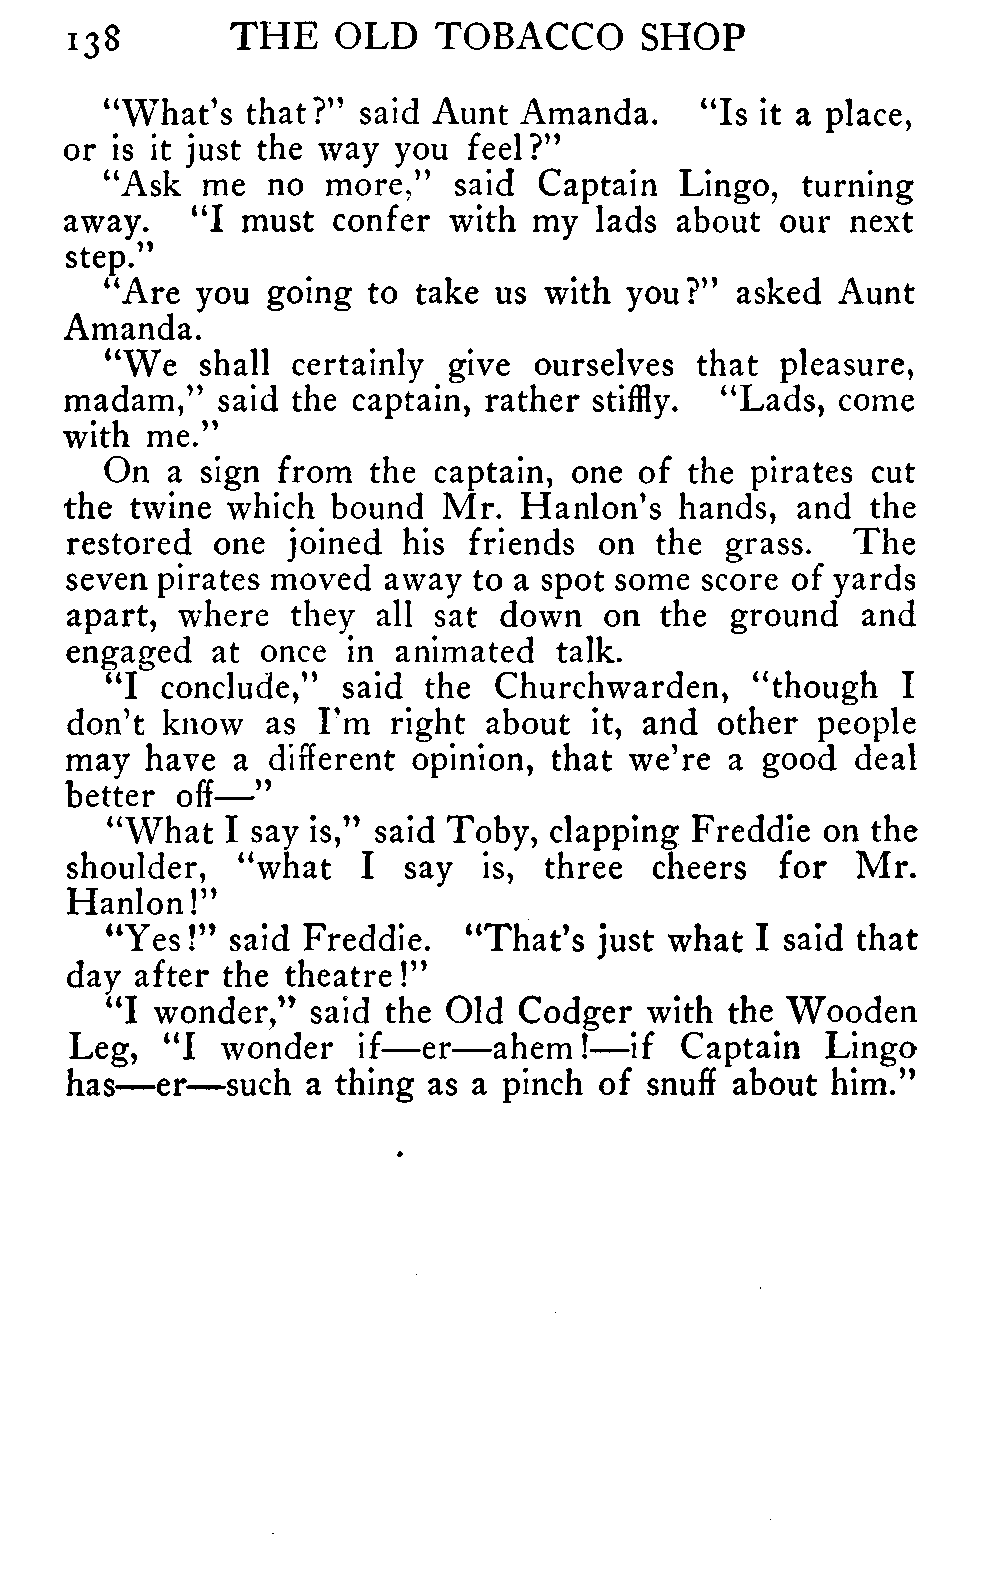 138 THE OLD TOBACCO SHOP
"What's that?" said Aunt Amanda. "Is it a place,
or is it just the way you feel?"
"Ask me no more," said Captain Lingo, turning
away. "I must confer with my lads about our next
step."
"Are you going to take us with you?" asked Aunt
Amanda.
"We shall certainly give ourselves that pleasure,
madam," said the captain, rather stiffly. "Lads, come
with me."
On a sign from the captain, one of the pirates cut
the twine which bound Mr. Hanlon's hands, and the
restored one joined his friends on the grass. The
seven pirates moved away to a spot some score of yards
apart, where they all sat down on the ground and
engaged at once in animated talk.
"I conclude," said the Churchwarden, "though I
don't know as I'm right about it, and other people
may have a different opinion, that we're a good deal
better off—"
"What I say is," said Toby, clapping Freddie on the
shoulder, "what I say is, three cheers for Mr.
Hanlon!"
"Yes!" said Freddie. "That's just what I said that
day after the theatre!"
"I wonder," said the Old Codger with the Wooden
Leg, "I wonder if—er—ahem!—if Captain Lingo
has—er—such a thing as a pinch of snuff about him."